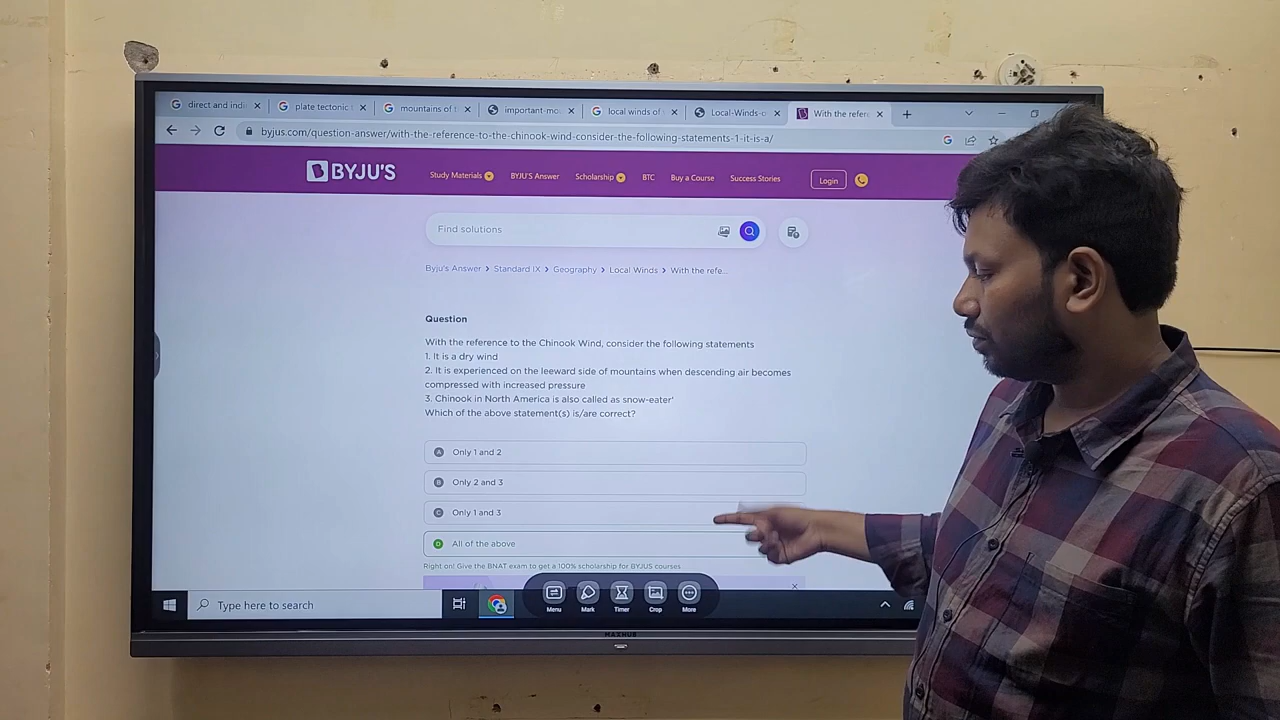 direct and indi
plate tectonic
mountains of
important-mo
local winds of
Local-Winds-o
With the refere
byjus.com/question-answer/with-the-reference-to-the-chinook-wind-consider-the-following-statements-1-it-is-a/
BYJU'S
Study Materials
BYJU'S Answer
Scholarship
BTC
Buy a Course
Success Stories
Login
Find solutions
Byju's Answer > Standard IX > Geography > Local Winds > With the refe...
Question
With the reference to the Chinook Wind, consider the following statements
1. It is a dry wind
2. It is experienced on the leeward side of mountains when descending air becomes
compressed with increased pressure
3. Chinook in North America is also called as snow-eater'
Which of the above statement(s) is/are correct?
A Only 1 and 2
B Only 2 and 3
C Only 1 and 3
D All of the above
Right on! Give the BNAT exam to get a 100% scholarship for BYJUS courses
Menu
Mark
Timer
Crop
More
Type here to search
MAXHUB